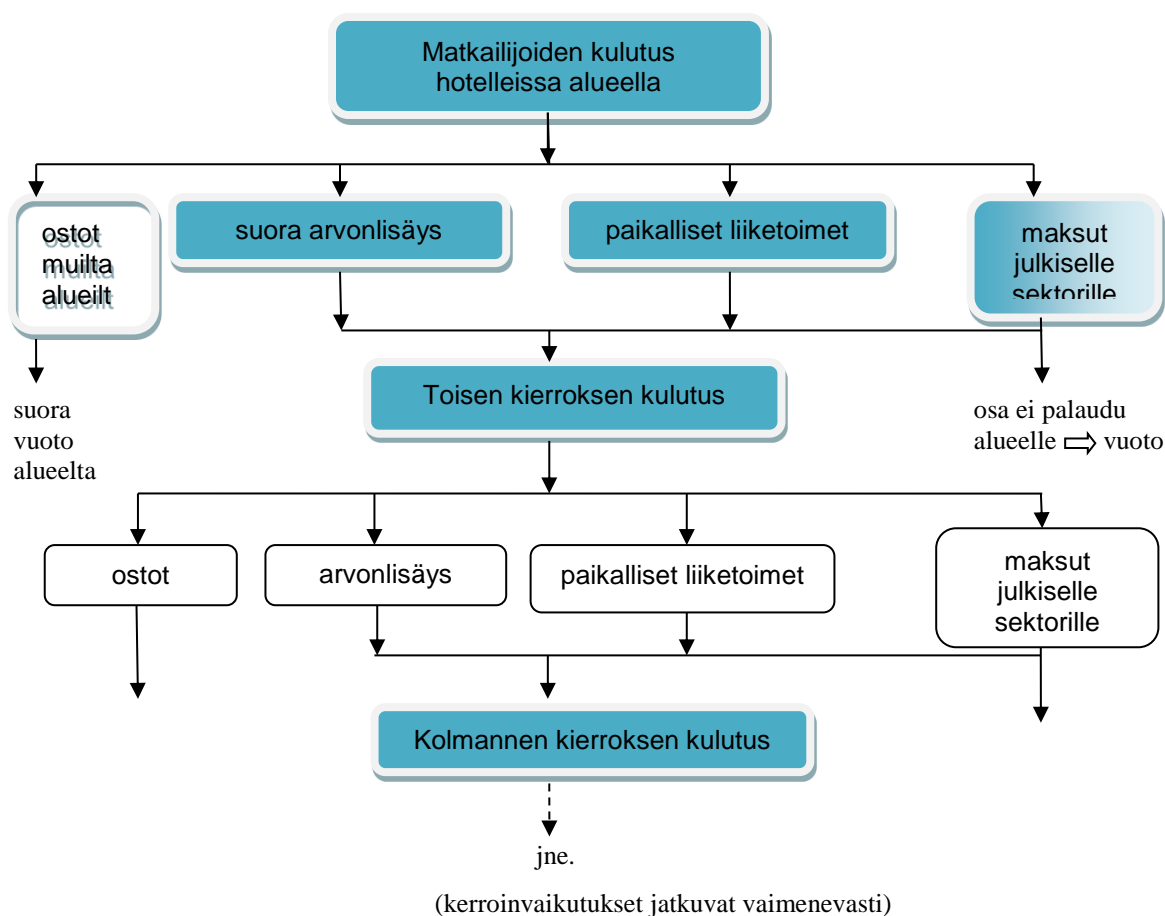 Matkailijoiden kulutus
hotelleissa alueella
ostot
muilta
alueilt
suora arvonlisäys
paikalliset liiketoimet
maksut
julkiselle
sektorille
suora
vuoto
alueelta
Toisen kierroksen kulutus
osa ei palaudu
alueelle ⇨ vuoto
ostot
arvonlisäys
paikalliset liiketoimet
maksut
julkiselle
sektorille
Kolmannen kierroksen kulutus
jne.
(kerroinvaikutukset jatkuvat vaimenevasti)